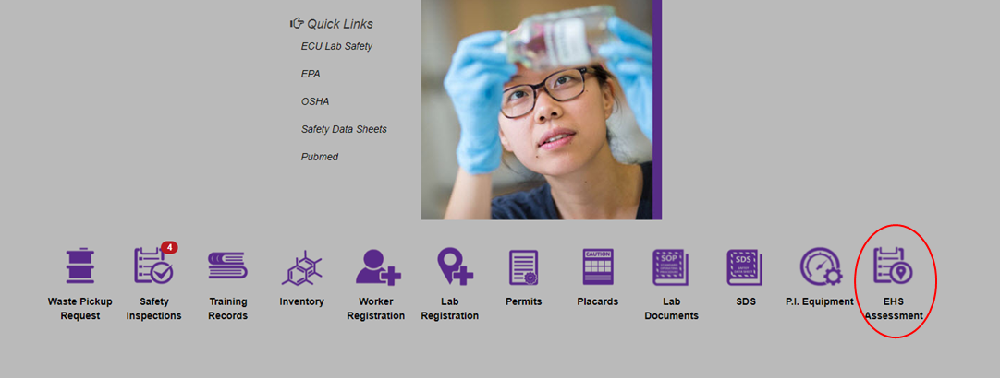 Quick Links
ECU Lab Safety
EPA
OSHA
Safety Data Sheets
Pubmed
4
CAUTION
SOP
SDS
Waste Pickup
Request
Safety
Inspections
Training
Records
Inventory
Worker
Registration
Lab
Registration
Permits
Placards
Lab
Documents
SDS
P.I. Equipment
EHS
Assessment